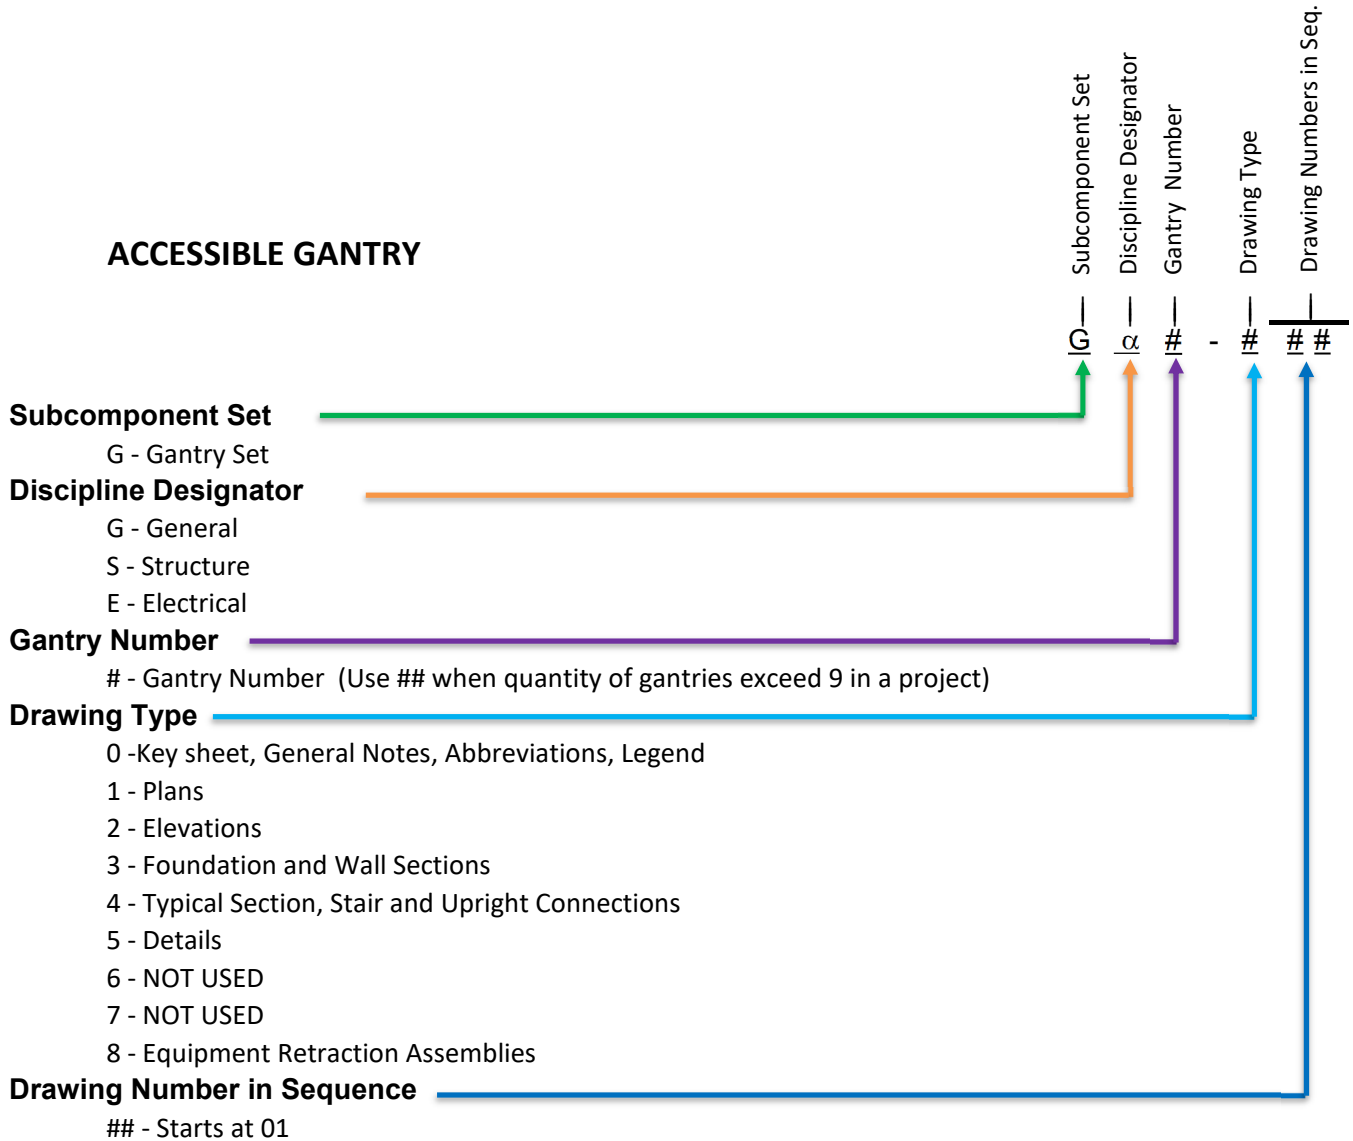 Subcomponent Set
Discipline Designator
Gantry Number
Drawing Type
Drawing Numbers in Seq.
ACCESSIBLE GANTRY
G α # - # # #
Subcomponent Set
G - Gantry Set
Discipline Designator
G - General
S - Structure
E - Electrical
Gantry Number
# - Gantry Number (Use ## when quantity of gantries exceed 9 in a project)
Drawing Type
0 -Key sheet, General Notes, Abbreviations, Legend
1 - Plans
2 - Elevations
3 - Foundation and Wall Sections
4 - Typical Section, Stair and Upright Connections
5 - Details
6 - NOT USED
7 - NOT USED
8 - Equipment Retraction Assemblies
Drawing Number in Sequence
## - Starts at 01